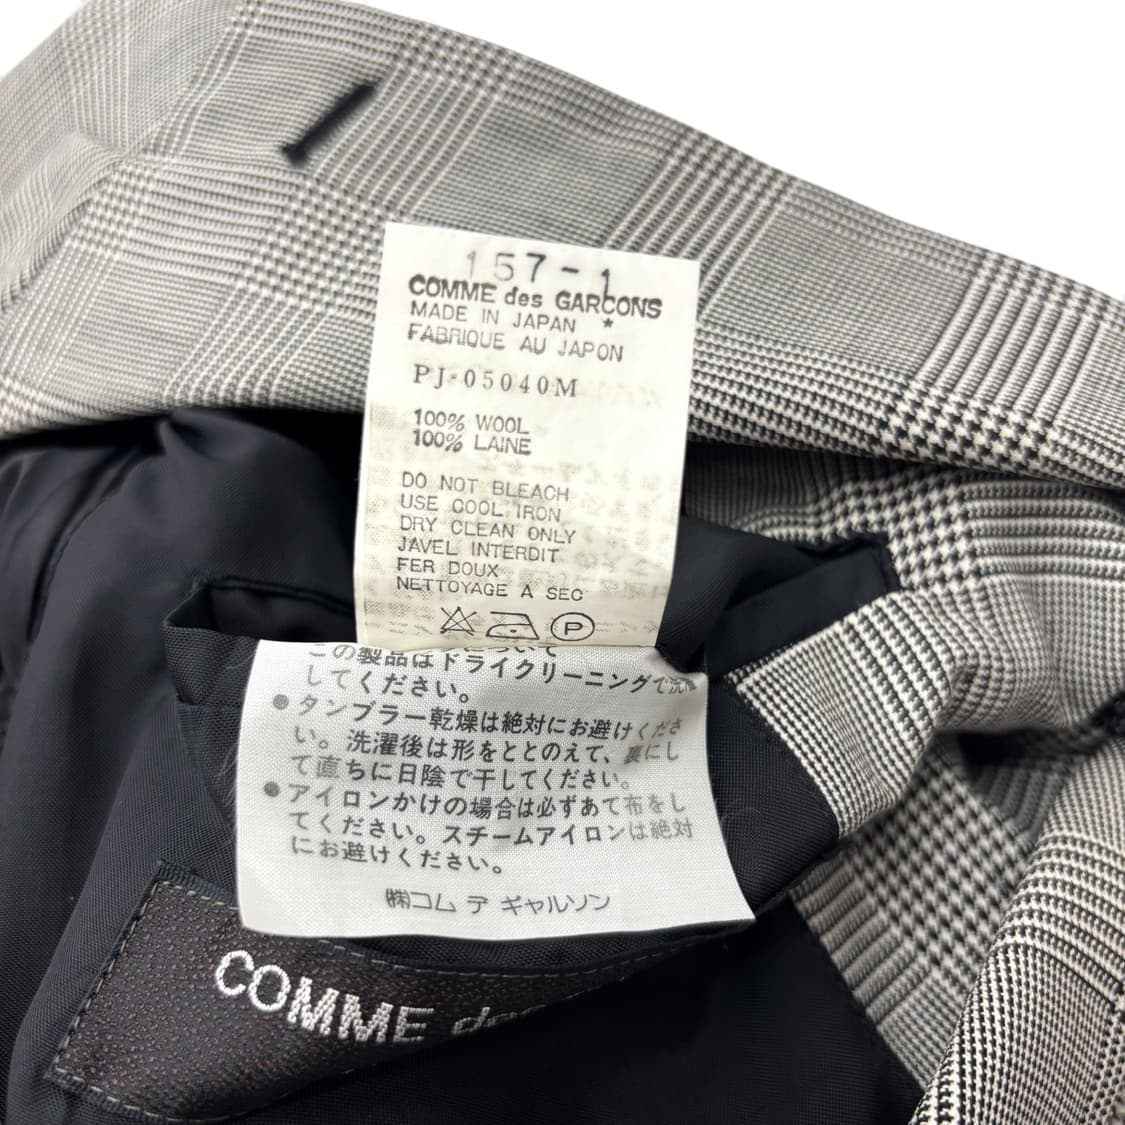 157-1
COMME des GARCONS
MADE IN JAPAN *
FABRIQUE AU JAPON
PJ-05040M
100% WOOL
100% LAINE
DO NOT BLEACH
USE COOL IRON
DRY CLEAN ONLY
JAVEL INTERDIT
FER DOUX
NETTOYAGE A SEC
P
について
この製品はドライクリーニングで洗濯
してください。
●タンブラー乾燥は絶対にお避けくださ
い。洗濯後は形をととのえて、裏にし
て直ちに日陰で干してください。
●アイロンかけの場合は必ずあて布をし
てください。スチームアイロンは絶対
にお避けください。
㈱コム デ ギャルソン
COMME des